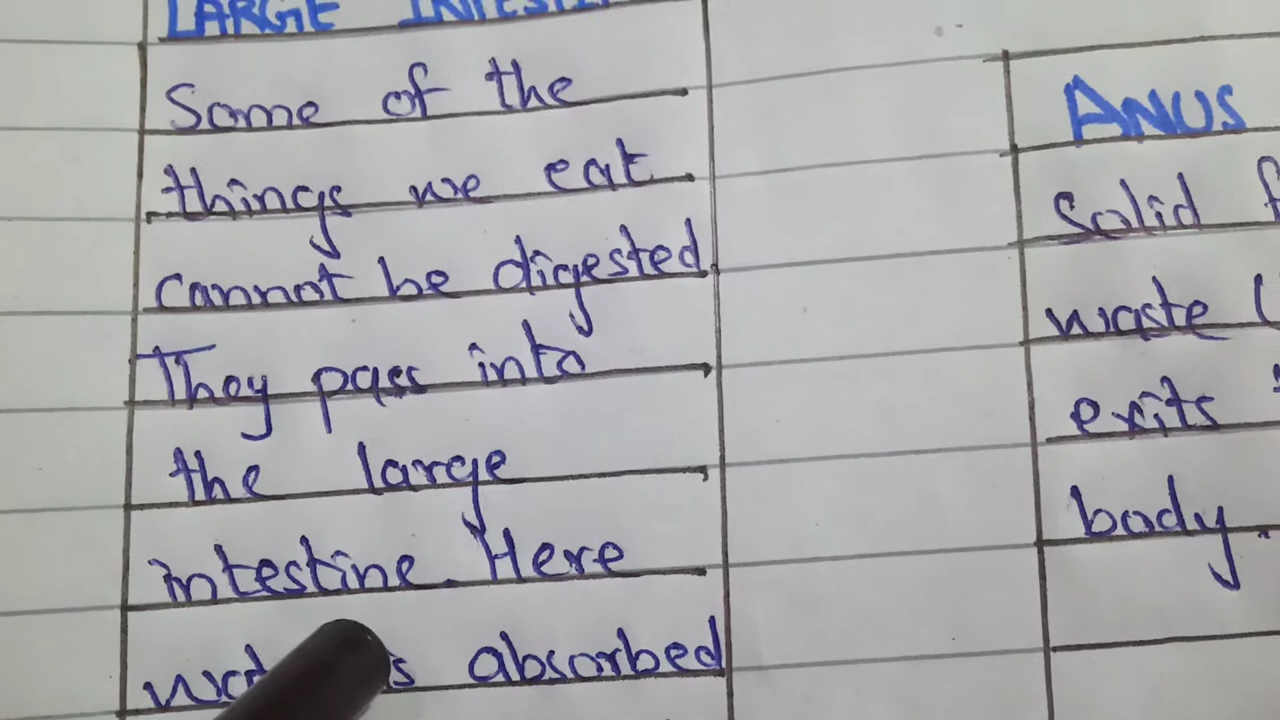 LARGE
Some of the
things we eat
cannot be digested.
They pass into
the large
intestine. Here
absorbed
ANUS
Solid
waste (
exits
body.